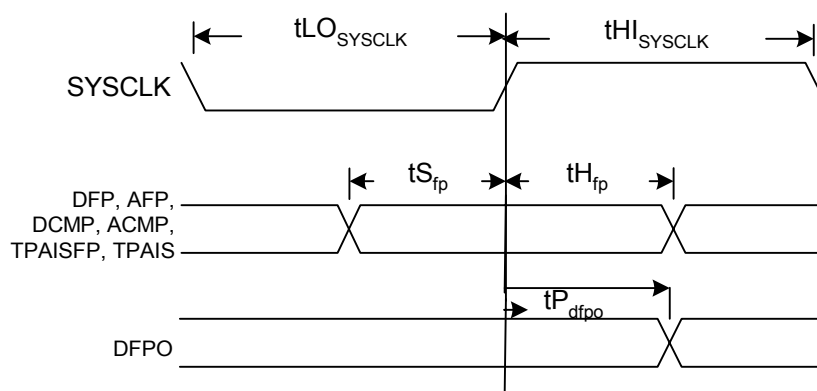 tLO_SYSCLK tHI_SYSCLK
SYSCLK
tS_fp tH_fp
DFP, AFP,
DCMP, ACMP,
TPAISFP, TPAIS
tP_dfpo
DFPO